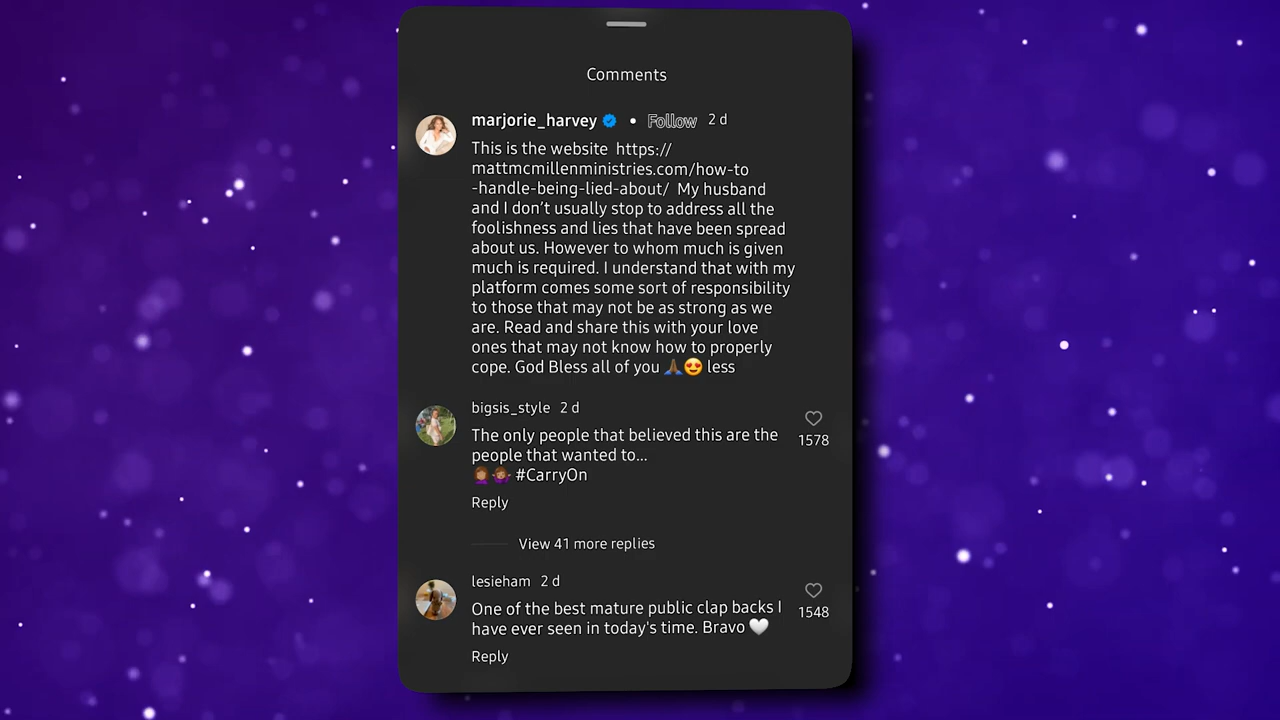 Comments
marjorie_harvey • Follow 2 d
This is the website https://
mattmcmillenministries.com/how-to
-handle-being-lied-about/ My husband
and I don’t usually stop to address all the
foolishness and lies that have been spread
about us. However to whom much is given
much is required. I understand that with my
platform comes some sort of responsibility
to those that may not be as strong as we
are. Read and share this with your love
ones that may not know how to properly
cope. God Bless all of you 🙏🏾😍 less
bigsis_style 2 d
The only people that believed this are the
people that wanted to...
🤦🏽‍♀️🤷🏽‍♀️ #CarryOn
1578
Reply
View 41 more replies
lesieham 2 d
One of the best mature public clap backs I
have ever seen in today's time. Bravo 🤍
1548
Reply